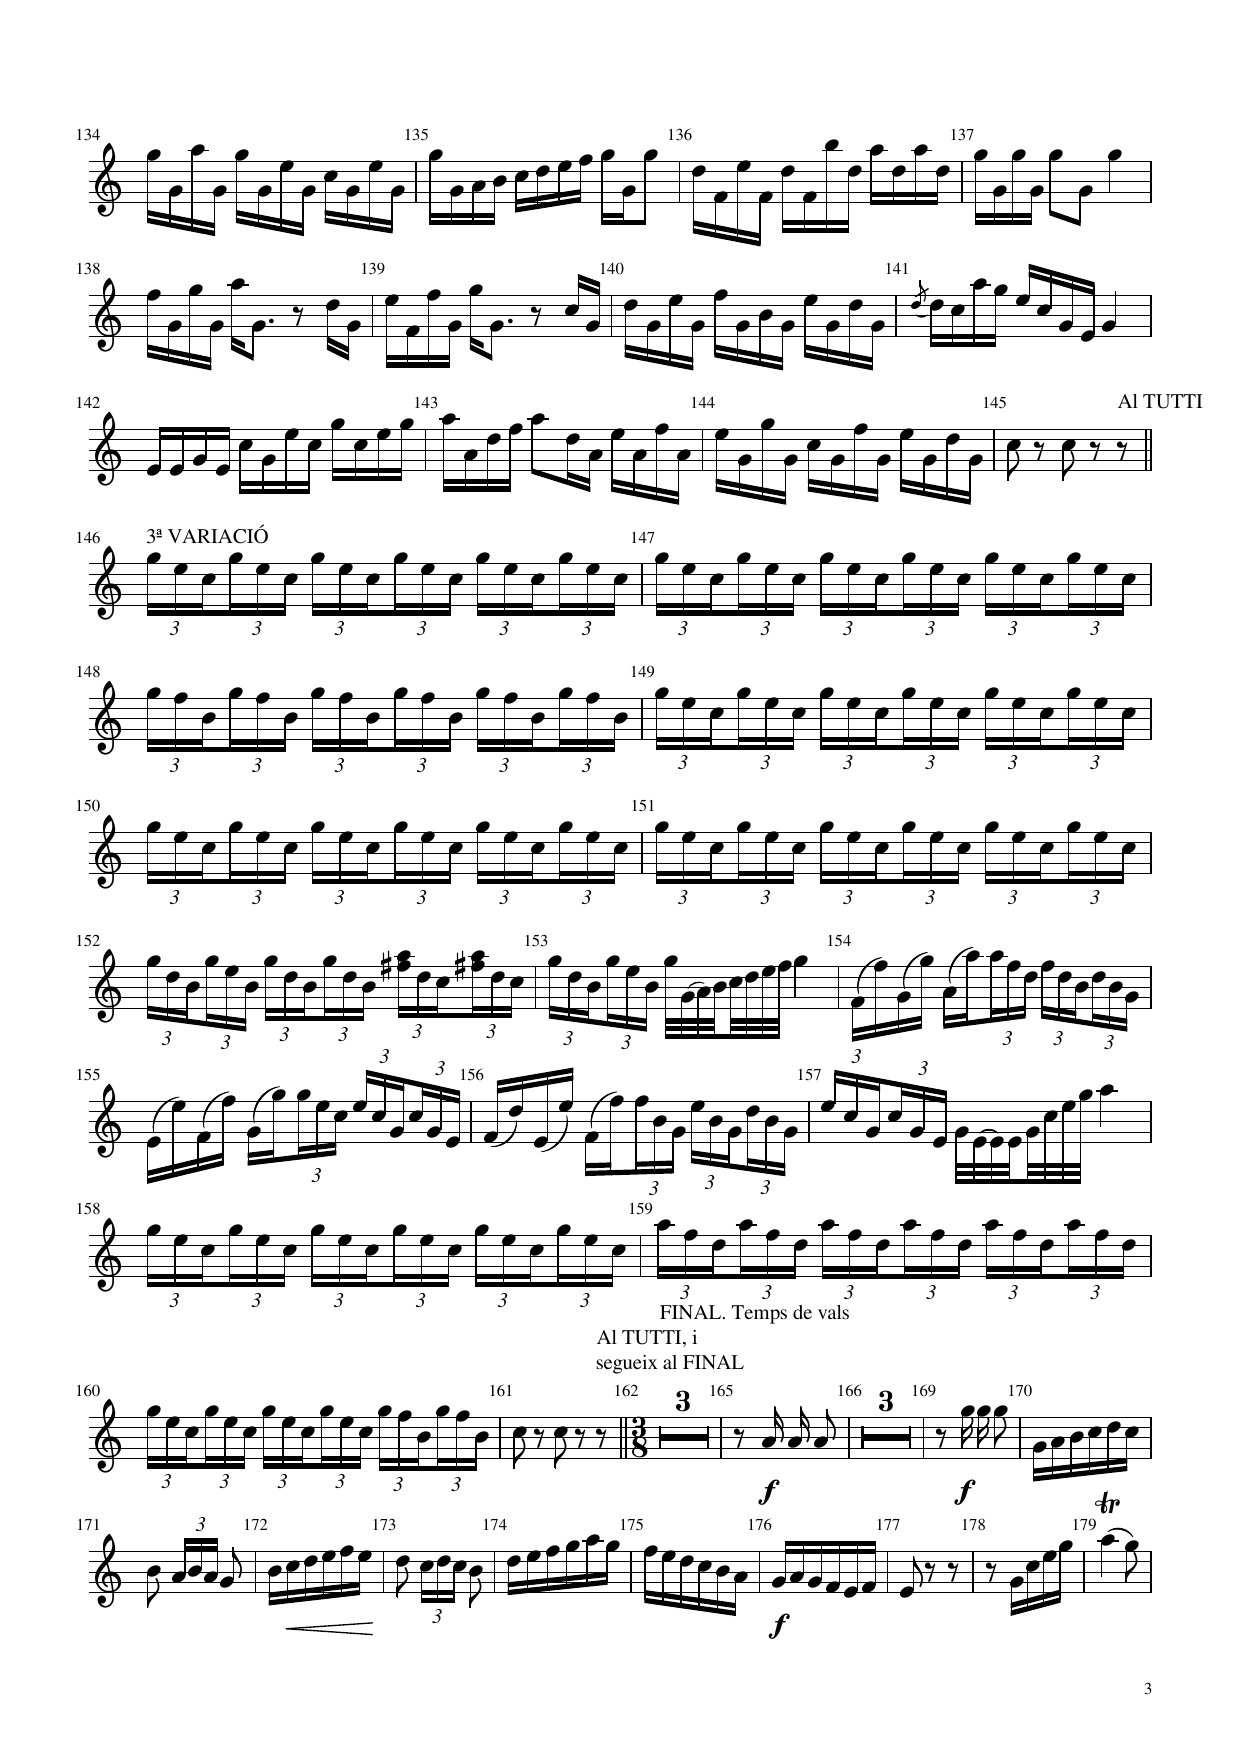 134 135 136 137
138 139 140 141
142 143 144 145 Al TUTTI
146 3ª VARIACIÓ 147
3 3 3 3 3 3 3 3 3 3 3 3
148 149
3 3 3 3 3 3 3 3 3 3 3 3
150 151
3 3 3 3 3 3 3 3 3 3 3 3
152 153 154
3 3 3 3 3 3 3 3 3 3 3
155 3 3 156 157 3 3
3 3 3 3
158 159
3 3 3 3 3 3 3 3 3 3 3 3
FINAL. Temps de vals
Al TUTTI, i
segueix al FINAL
160 161 162 3 165 166 3 169 170
3 8
3 3 3 3 3 3 f f
tr
171 3 172 173 174 175 176 177 178 179
3 f
3